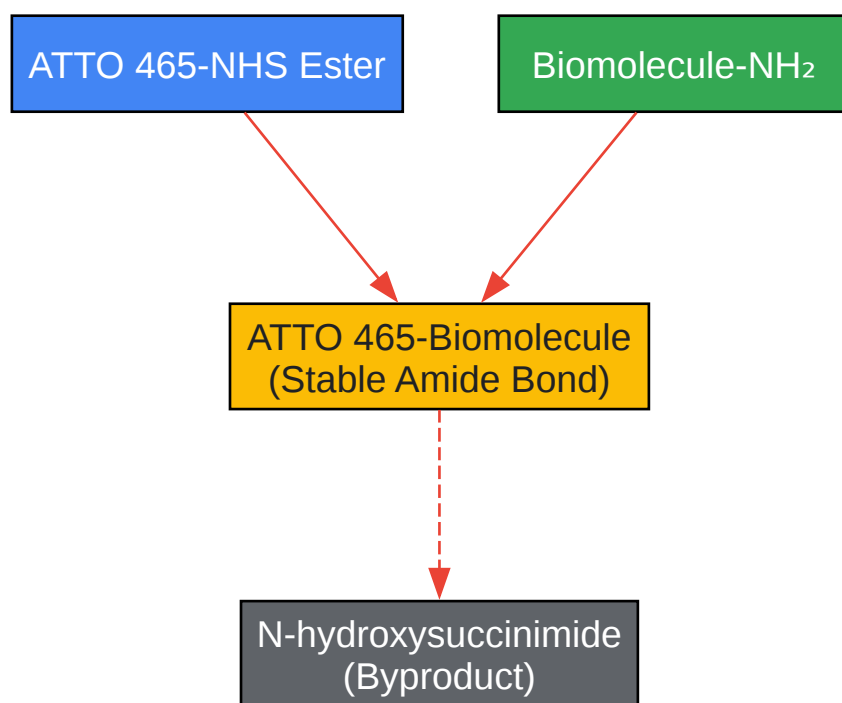 ATTO 465-NHS Ester
Biomolecule-NH₂
ATTO 465-Biomolecule
(Stable Amide Bond)
N-hydroxysuccinimide
(Byproduct)